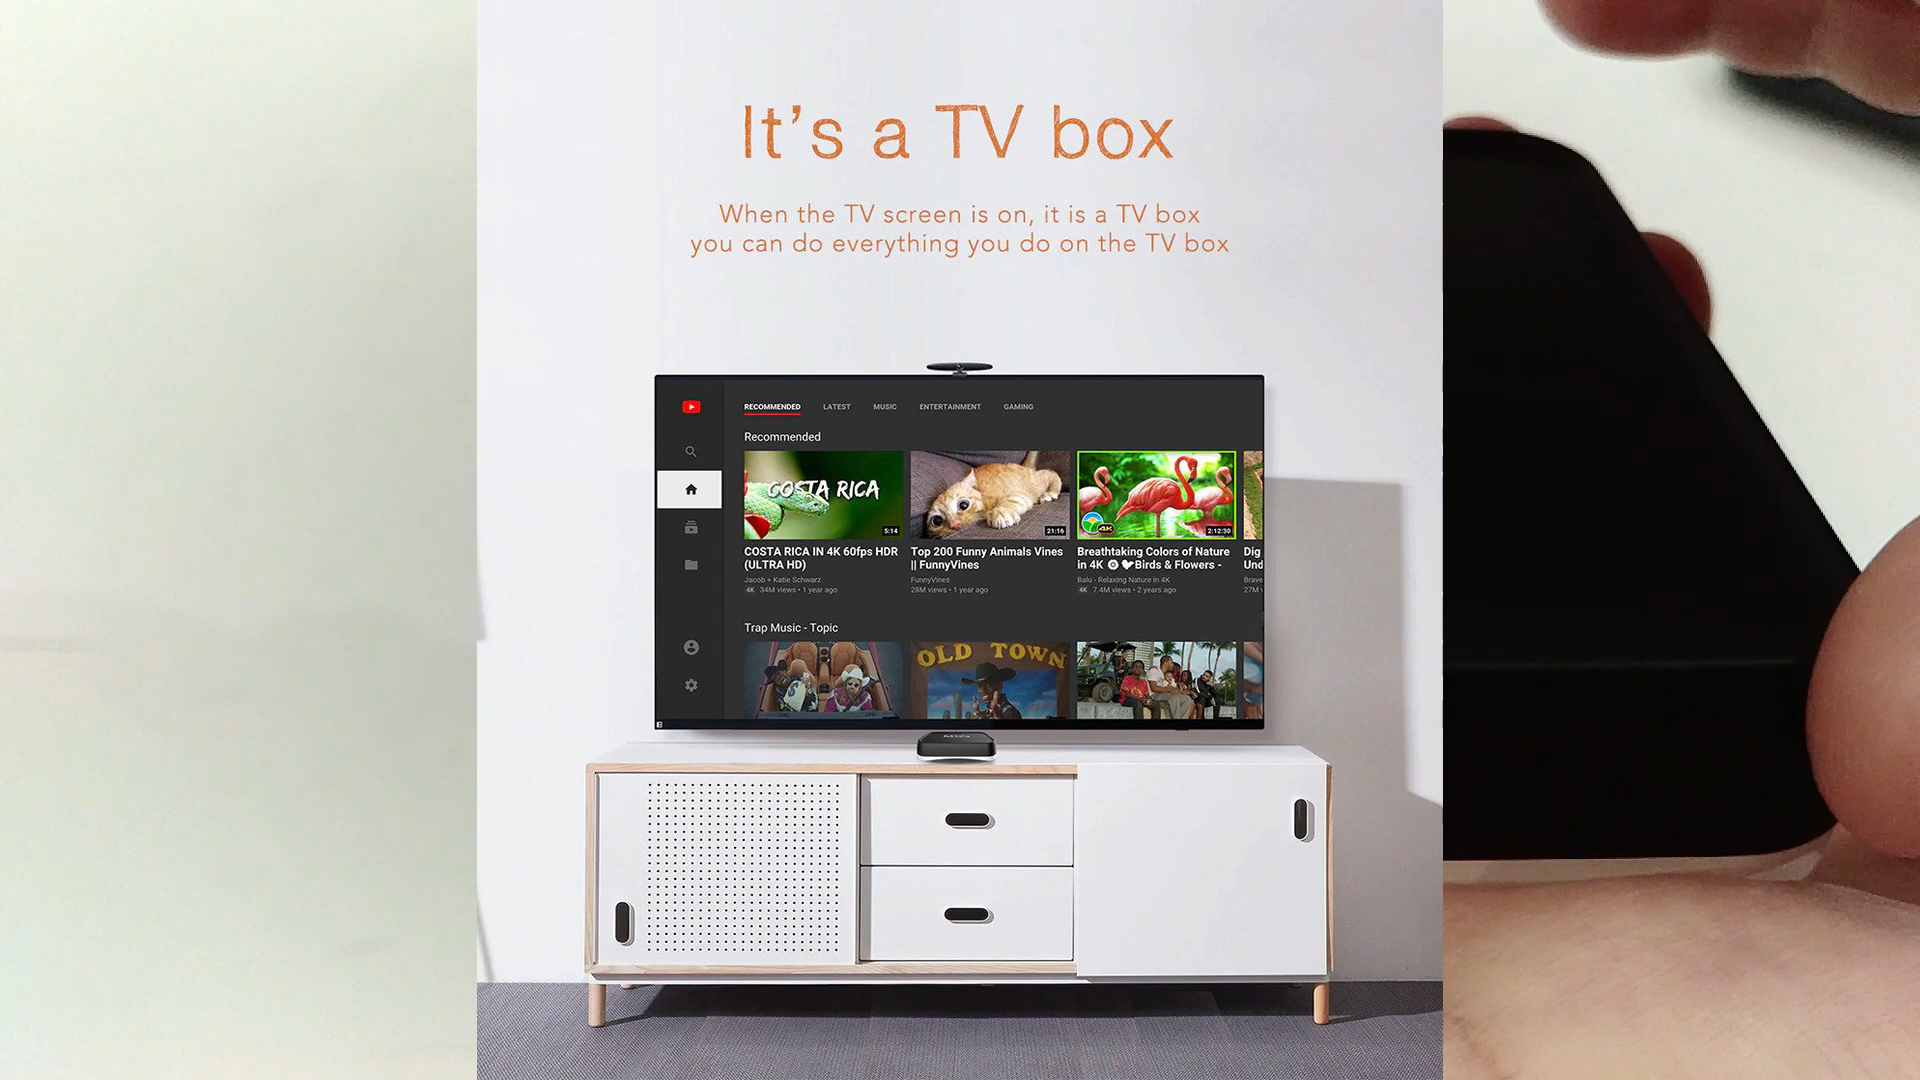 It's a TV box
When the TV screen is on, it is a TV box
you can do everything you do on the TV box
RECOMMENDED LATEST MUSIC ENTERTAINMENT GAMING
Recommended
COSTA RICA
5:14
21:16
4K
2:12:30
COSTA RICA IN 4K 60fps HDR
(ULTRA HD)
Jacob + Katie Schwarz
4K 34M views • 1 year ago
Top 200 Funny Animals Vines
|| FunnyVines
FunnyVines
28M views • 1 year ago
Breathtaking Colors of Nature
in 4K Birds & Flowers -
Balu - Relaxing Nature in 4K
4K 7.4M views • 2 years ago
Dig
Und
Brave
27M
Trap Music - Topic
OLD TOWN